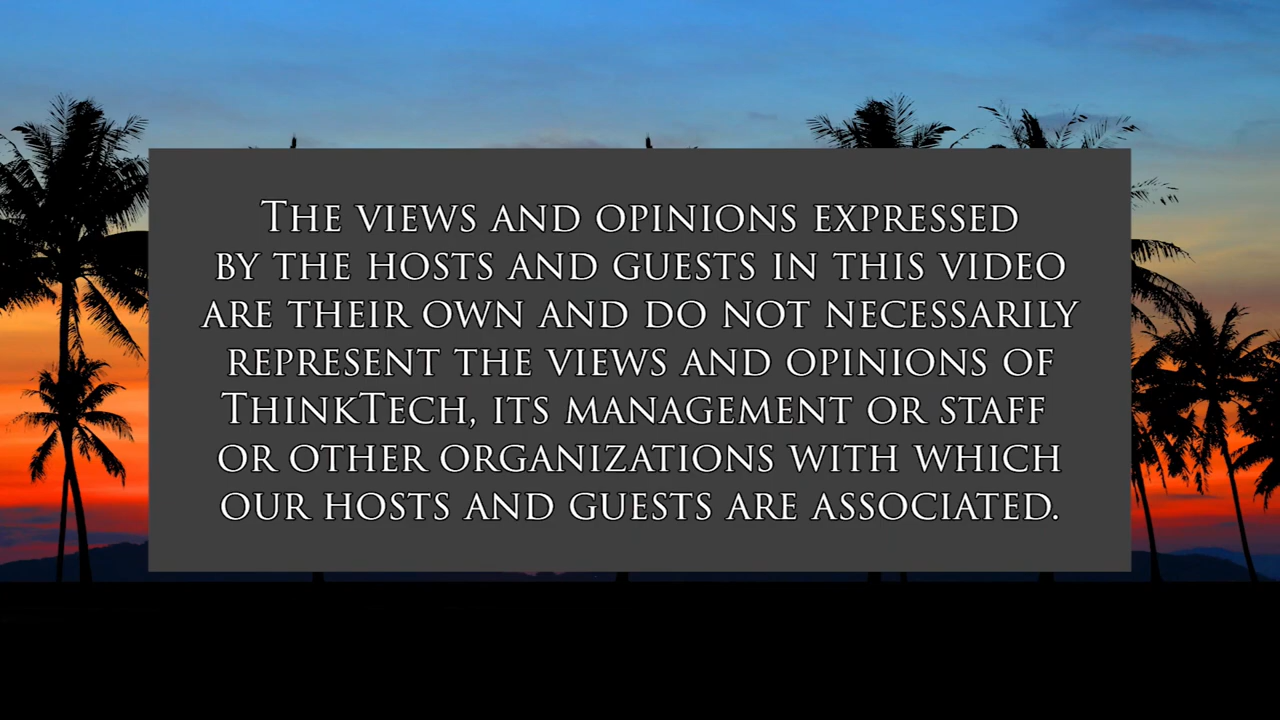 The views and opinions expressed
by the hosts and guests in this video
are their own and do not necessarily
represent the views and opinions of
ThinkTech, its management or staff
or other organizations with which
our hosts and guests are associated.